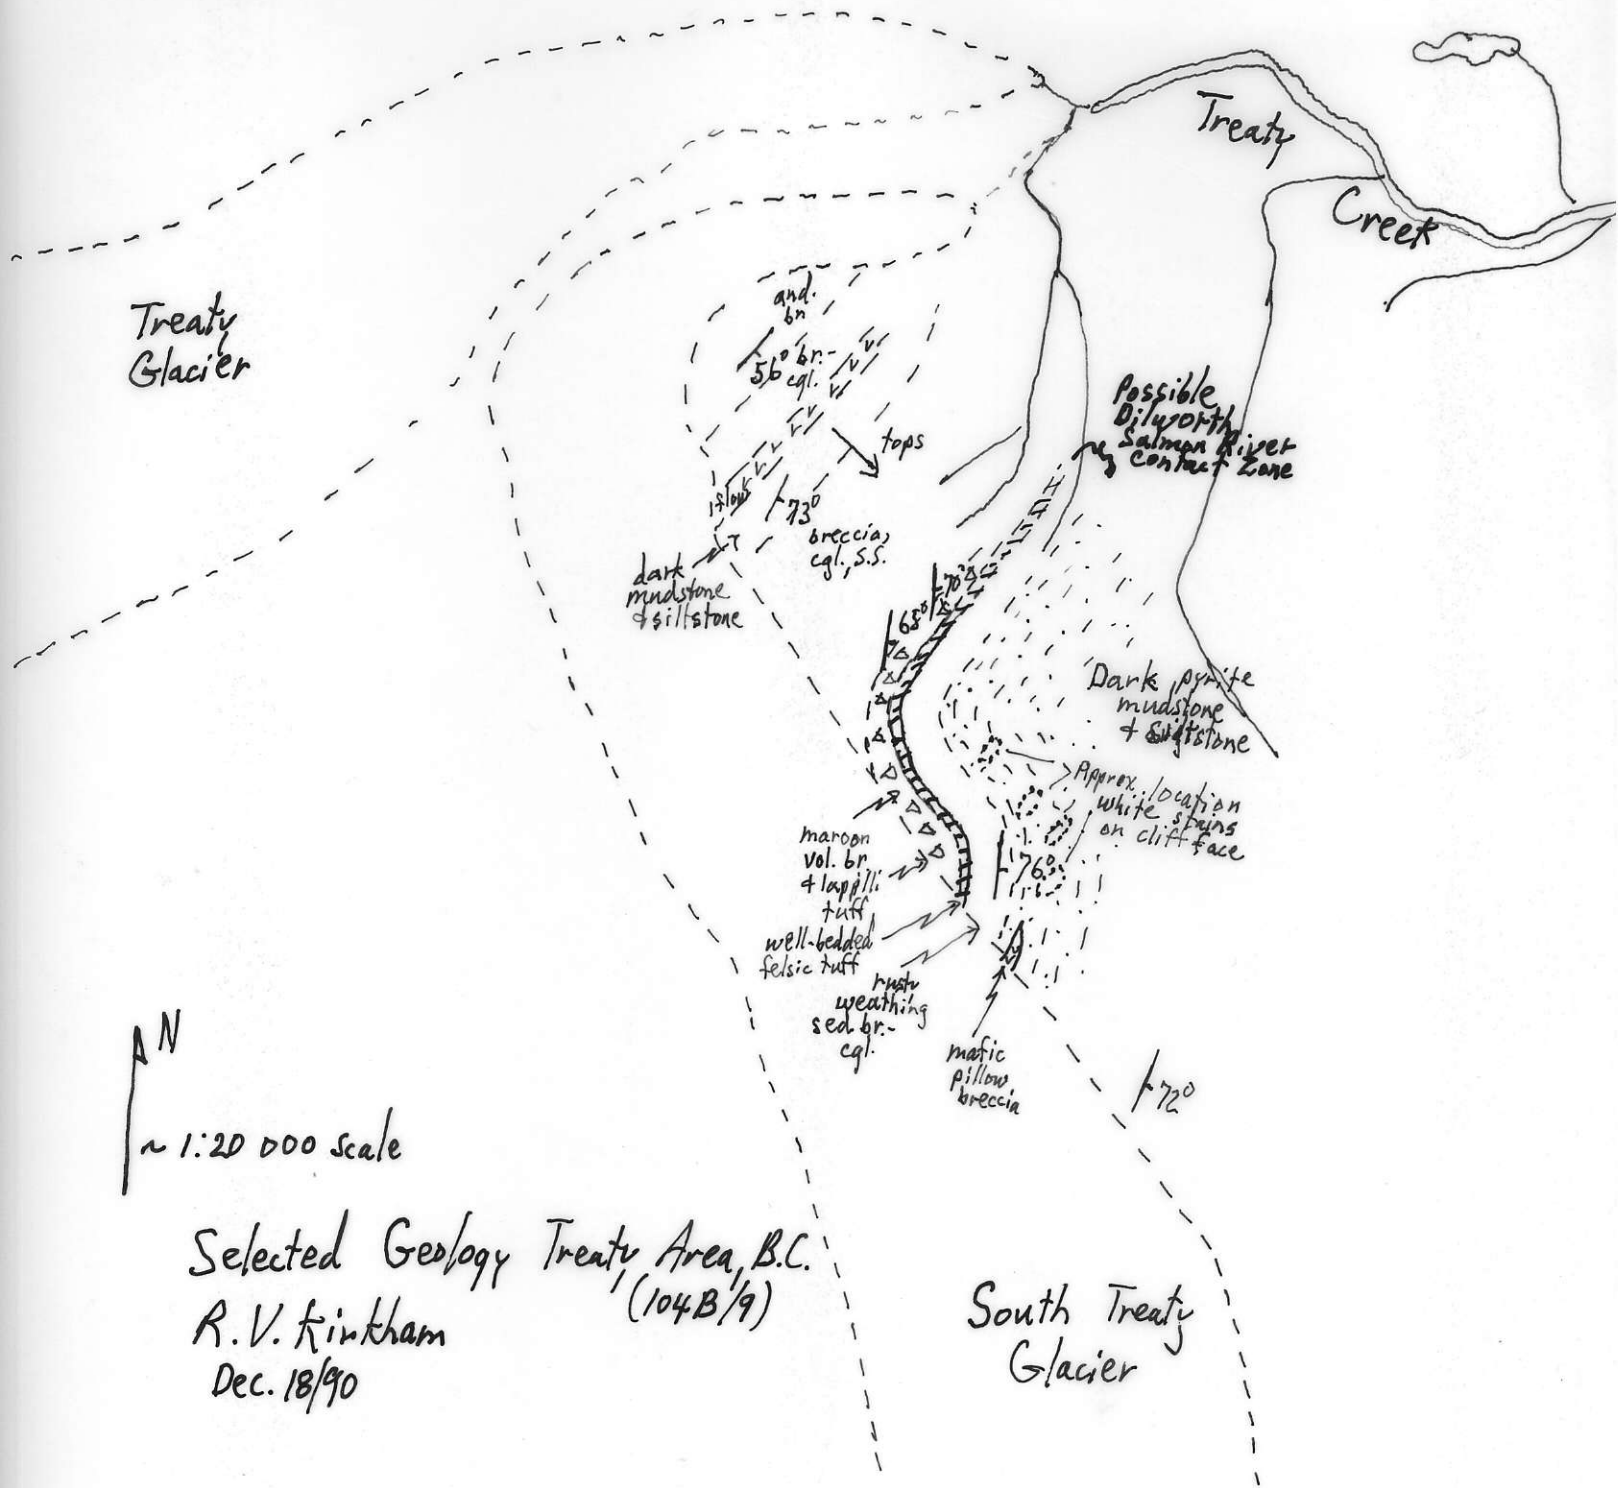 Treaty
Creek
Treaty
Glacier
and.
bn
56° br.-
cgl.
Possible
Dilworth
Salmon River
Contact Zone
tops
flow
73°
breccia,
cgl., s.s.
dark
mudstone
& siltstone
70°
68°
Dark pyrite
mudstone
& siltstone
Approx. location
white stains
on cliff face
76°
maroon
vol. br.
& lappilli
tuff
well-bedded
felsic tuff
rusty
weathing
sed. br.-
cgl.
mafic
pillow
breccia
72°
N
~ 1:20 000 scale
Selected Geology Treaty Area, B.C.
(104B/9)
R.V. Kirkham
Dec. 18/90
South Treaty
Glacier